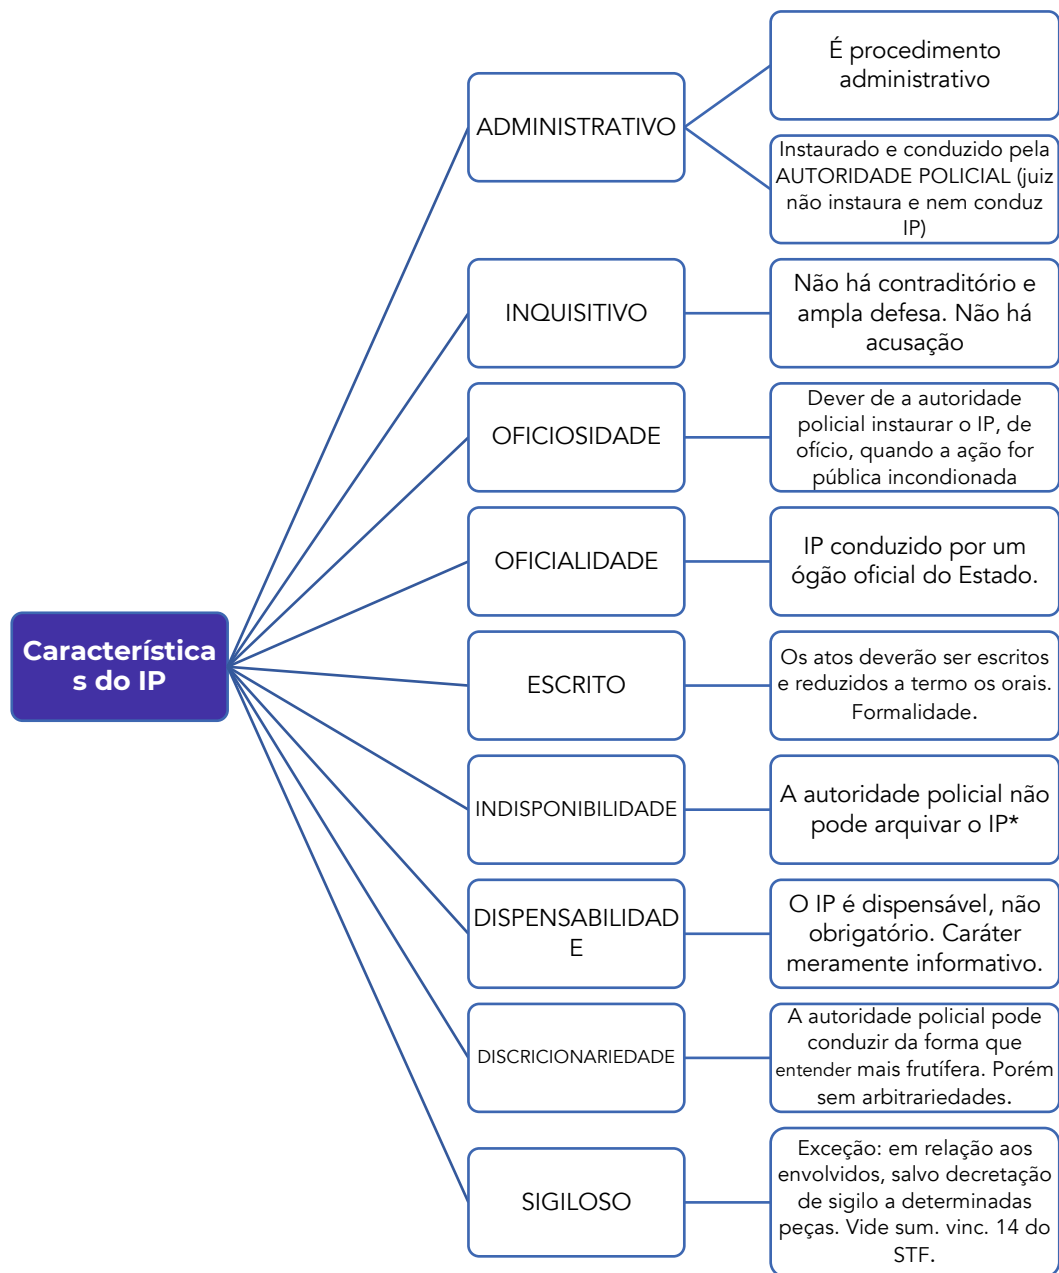 É procedimento
administrativo
ADMINISTRATIVO
Instaurado e conduzido pela
AUTORIDADE POLICIAL (juiz
não instaura e nem conduz
IP)
INQUISITIVO
Não há contraditório e
ampla defesa. Não há
acusação
OFICIOSIDADE
Dever de a autoridade
policial instaurar o IP, de
ofício, quando a ação for
pública incondionada
OFICIALIDADE
IP conduzido por um
ógão oficial do Estado.
Característica
s do IP
ESCRITO
Os atos deverão ser escritos
e reduzidos a termo os orais.
Formalidade.
INDISPONIBILIDADE
A autoridade policial não
pode arquivar o IP*
DISPENSABILIDAD
E
O IP é dispensável, não
obrigatório. Caráter
meramente informativo.
DISCRICIONARIEDADE
A autoridade policial pode
conduzir da forma que
entender mais frutífera. Porém
sem arbitrariedades.
SIGILOSO
Exceção: em relação aos
envolvidos, salvo decretação
de sigilo a determinadas
peças. Vide sum. vinc. 14 do
STF.